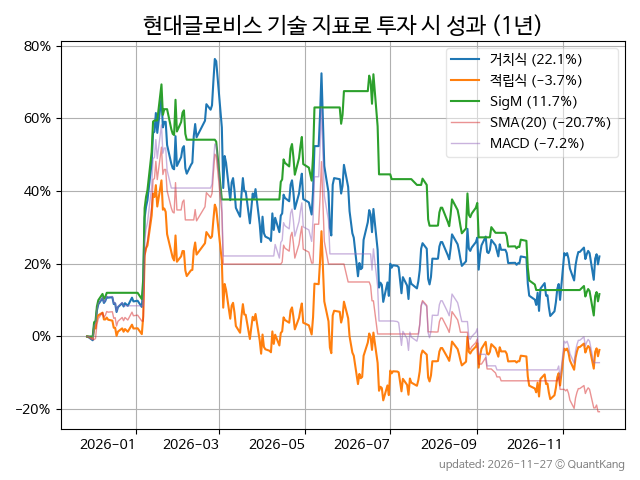 현대글로비스 기술 지표로 투자 시 성과 (1년)
80%
60%
40%
20%
0%
−20%
거치식 (22.1%)
적립식 (−3.7%)
SigM (11.7%)
SMA(20) (−20.7%)
MACD (−7.2%)
2026-01
2026-03
2026-05
2026-07
2026-09
2026-11
updated: 2026-11-27 © QuantKang